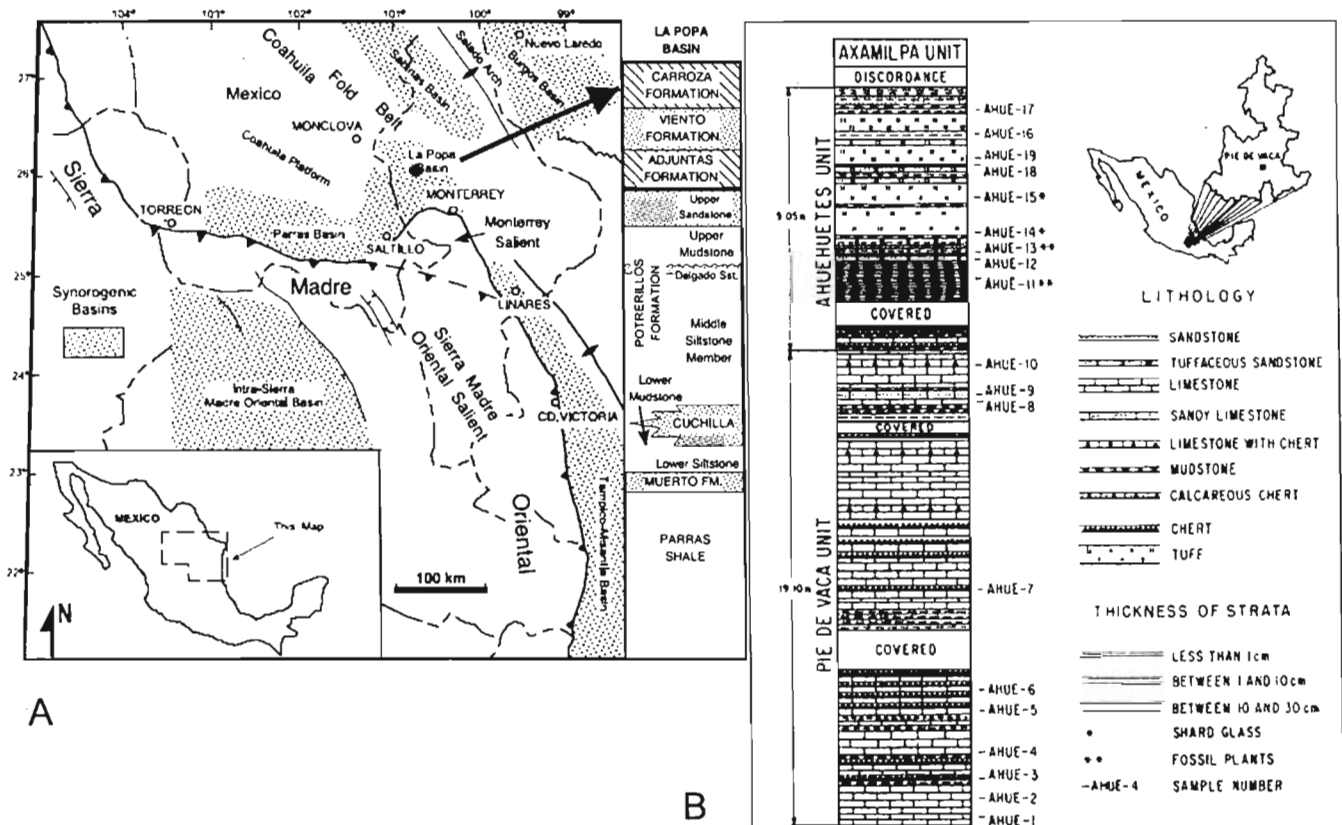 104°
103°
102°
101°
100°
99°
27°
26°
25°
24°
23°
22°
Coahuila
Fold
Belt
Mexico
MONCLOVA
Coahuila Platform
Sabinas Basin
Salado Arch
Burgos Basin
Nuevo Laredo
La Popa
Basin
Sierra
TORREON
Parras Basin
SALTILLO
MONTERREY
Monterrey
Salient
Madre
LINARES
Synorogenic
Basins
Sierra Madre
Oriental Salient
Intra-Sierra
Madre Oriental Basin
CD. VICTORIA
Oriental
Tampico-Misantla Basin
100 km
MEXICO
This Map
N
LA POPA
BASIN
CARROZA
FORMATION
VIENTO
FORMATION
ADJUNTAS
FORMATION
Upper
Sandstone
Upper
Mudstone
Delgado Sst.
POTRERILLOS
FORMATION
Middle
Siltstone
Member
Lower
Mudstone
CUCHILLA
Lower Siltstone
MUERTO FM.
PARRAS
SHALE
A
AXAMILPA UNIT
DISCORDANCE
AHUEHUETES UNIT
9.05 m
COVERED
COVERED
PIE DE VACA UNIT
COVERED
-AHUE-17
-AHUE-16
-AHUE-19
-AHUE-18
-AHUE-15*
-AHUE-14*
-AHUE-13**
-AHUE-12
-AHUE-11**
-AHUE-10
-AHUE-9
-AHUE-8
-AHUE-7
-AHUE-6
-AHUE-5
-AHUE-4
-AHUE-3
-AHUE-2
-AHUE-1
PIE DE VACA
MEXICO
LITHOLOGY
SANDSTONE
TUFFACEOUS SANDSTONE
LIMESTONE
SANDY LIMESTONE
LIMESTONE WITH CHERT
MUDSTONE
CALCAREOUS CHERT
CHERT
TUFF
THICKNESS OF STRATA
LESS THAN 1 cm
BETWEEN 1 AND 10 cm
BETWEEN 10 AND 30 cm
* SHARD GLASS
** FOSSIL PLANTS
-AHUE-4 SAMPLE NUMBER
B